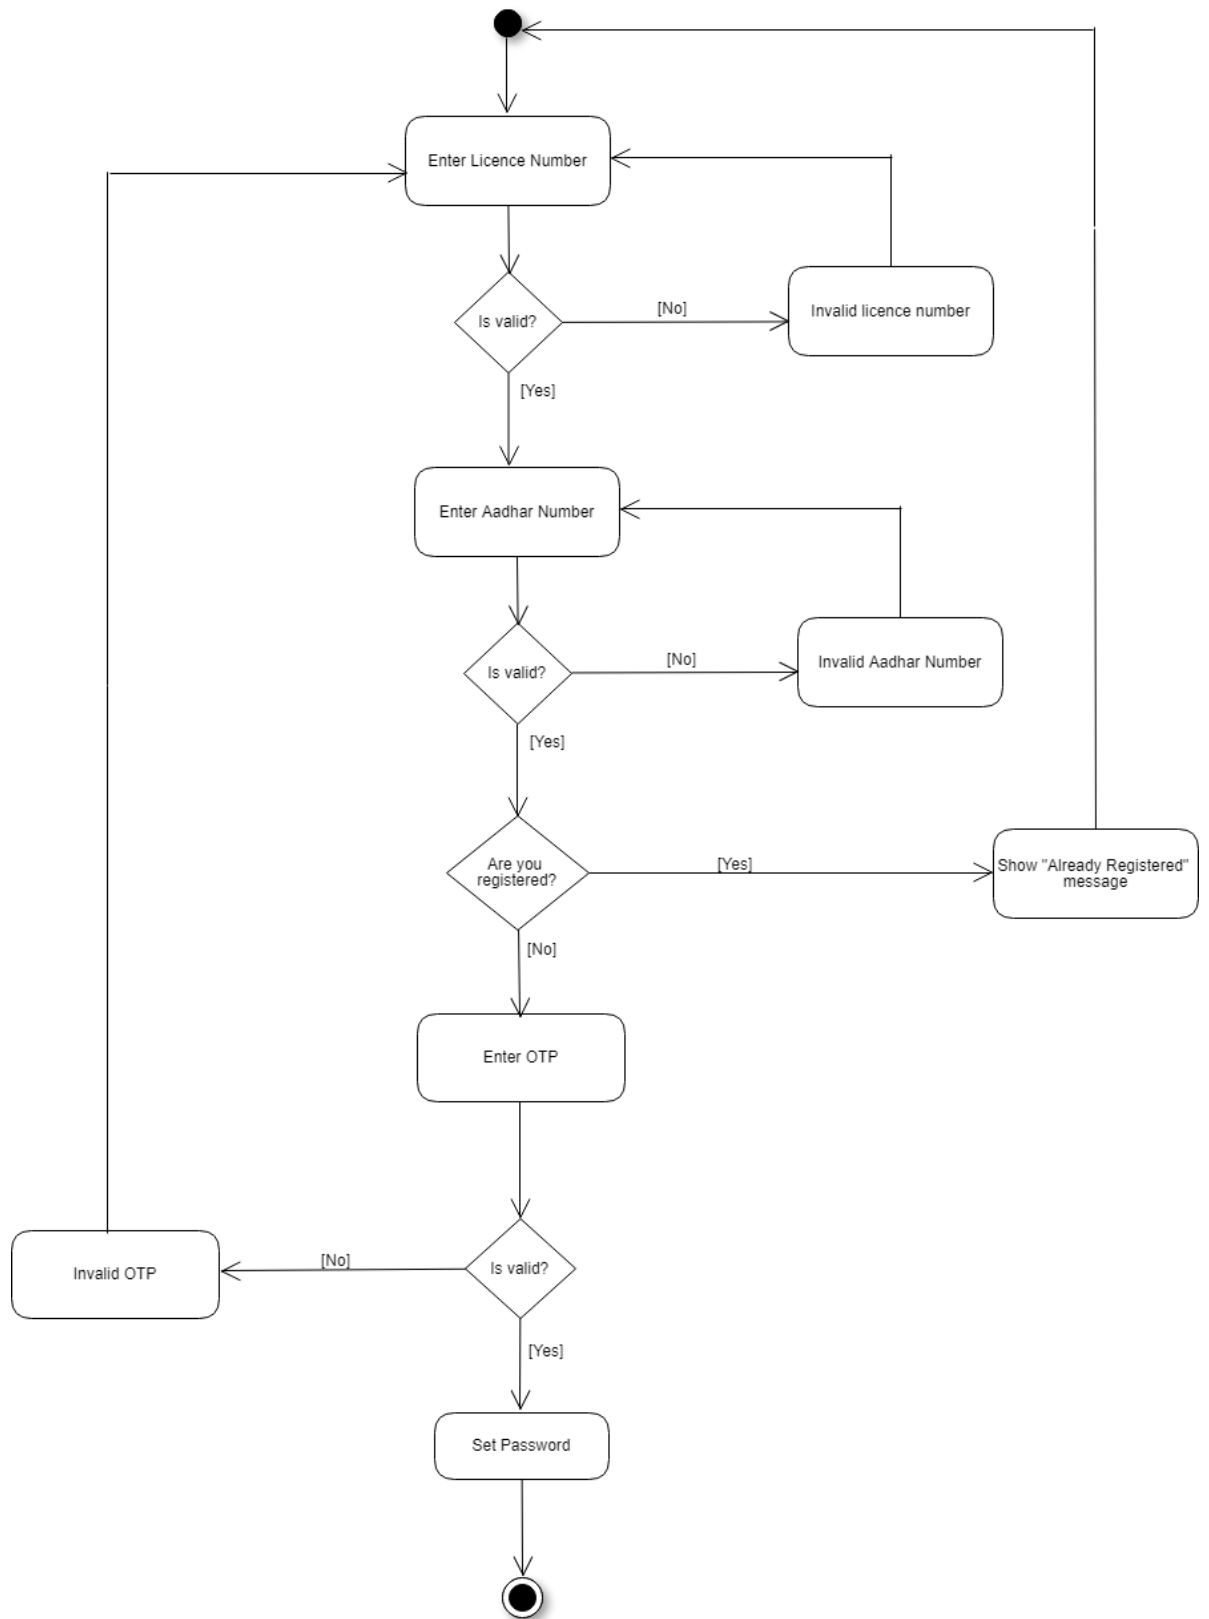 Enter Licence Number
Is valid?
[No]
Invalid licence number
[Yes]
Enter Aadhar Number
Is valid?
[No]
Invalid Aadhar Number
[Yes]
Are you
registered?
[Yes]
Show "Already Registered"
message
[No]
Enter OTP
Is valid?
[No]
Invalid OTP
[Yes]
Set Password